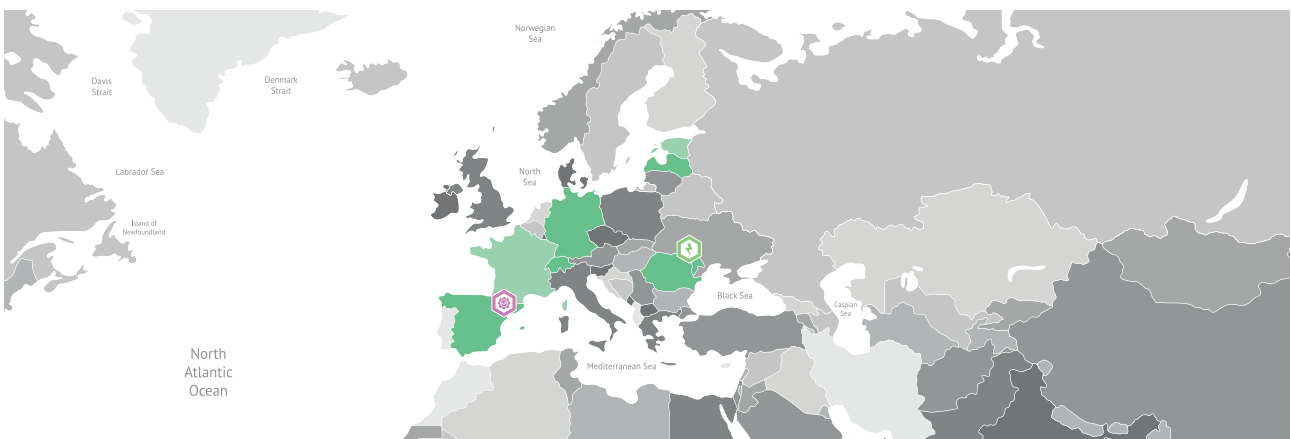 Norwegian
Sea
Davis
Strait
Denmark
Strait
Labrador Sea
North
Sea
Island of
Newfoundland
Black Sea
Caspian
Sea
North
Atlantic
Ocean
Mediterranean Sea